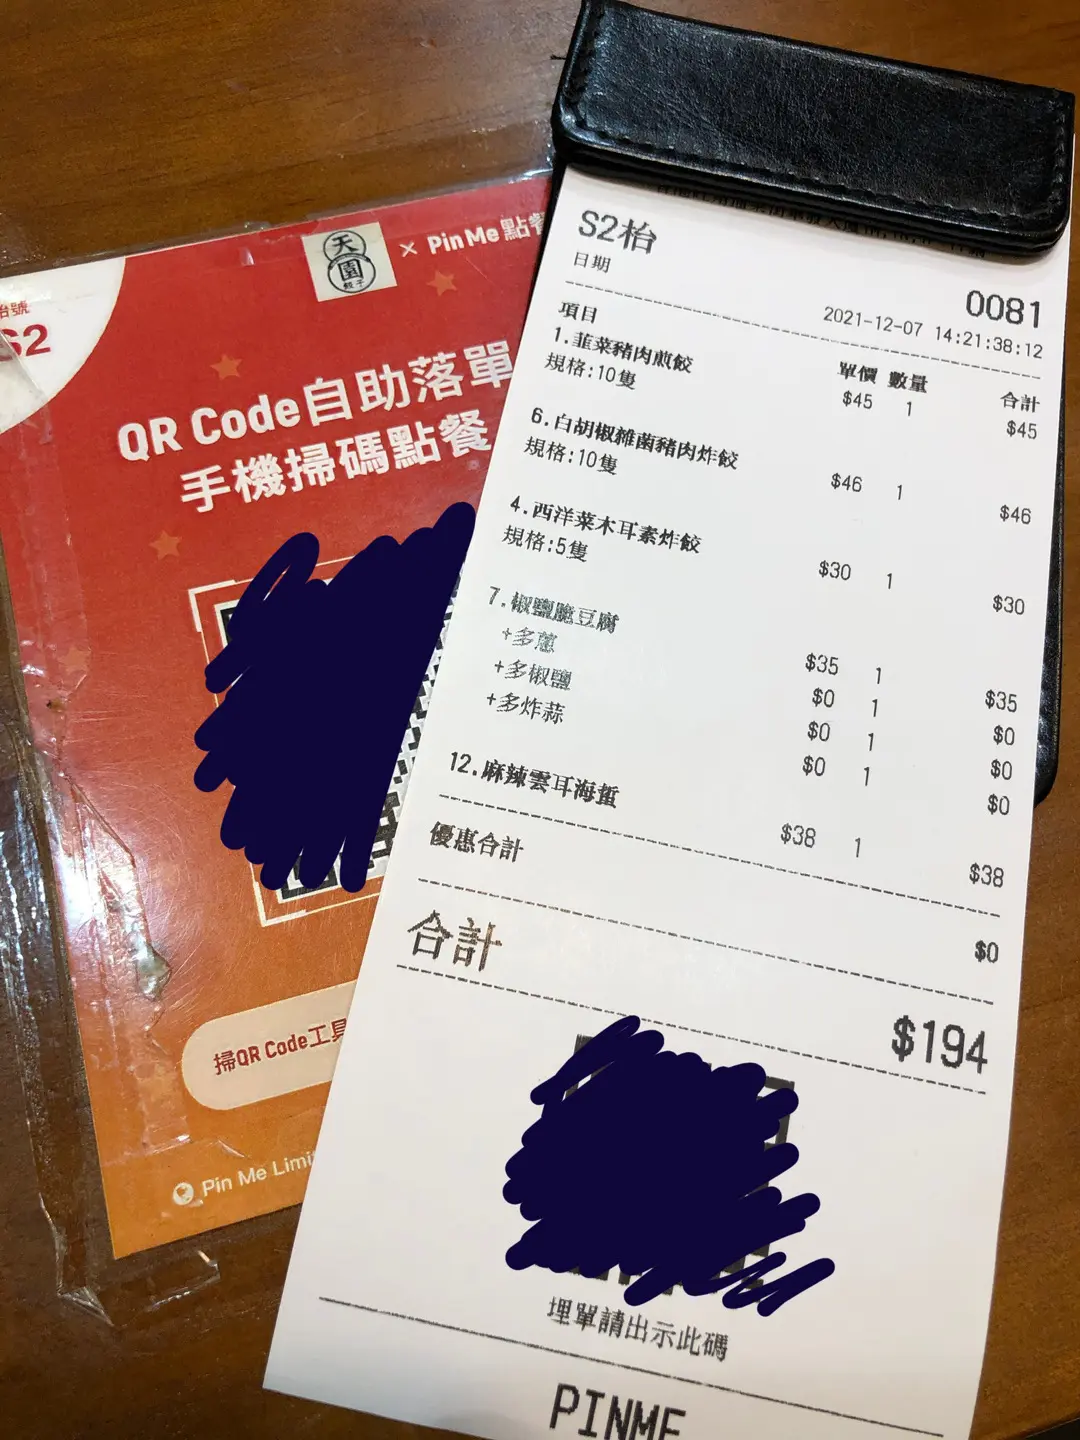 S2枱
0081
日期 2021-12-07 14:21:38:12
項目 單價 數量 合計
1.韮菜豬肉煎餃 $45 1 $45
規格:10隻
6.白胡椒雜菌豬肉炸餃 $46 1 $46
規格:10隻
4.西洋菜木耳素炸餃 $30 1 $30
規格:5隻
7.椒鹽脆豆腐 $35 1 $35
+多蔥 $0 1 $0
+多椒鹽 $0 1 $0
+多炸蒜 $0 1 $0
12.麻辣雲耳海蜇 $38 1 $38
優惠合計 $0
合計 $194
埋單請出示此碼
PINME
天園餃子 × Pin Me 點餐
枱號
S2
QR Code自助落單
手機掃碼點餐
掃QR Code工具
Pin Me Limi